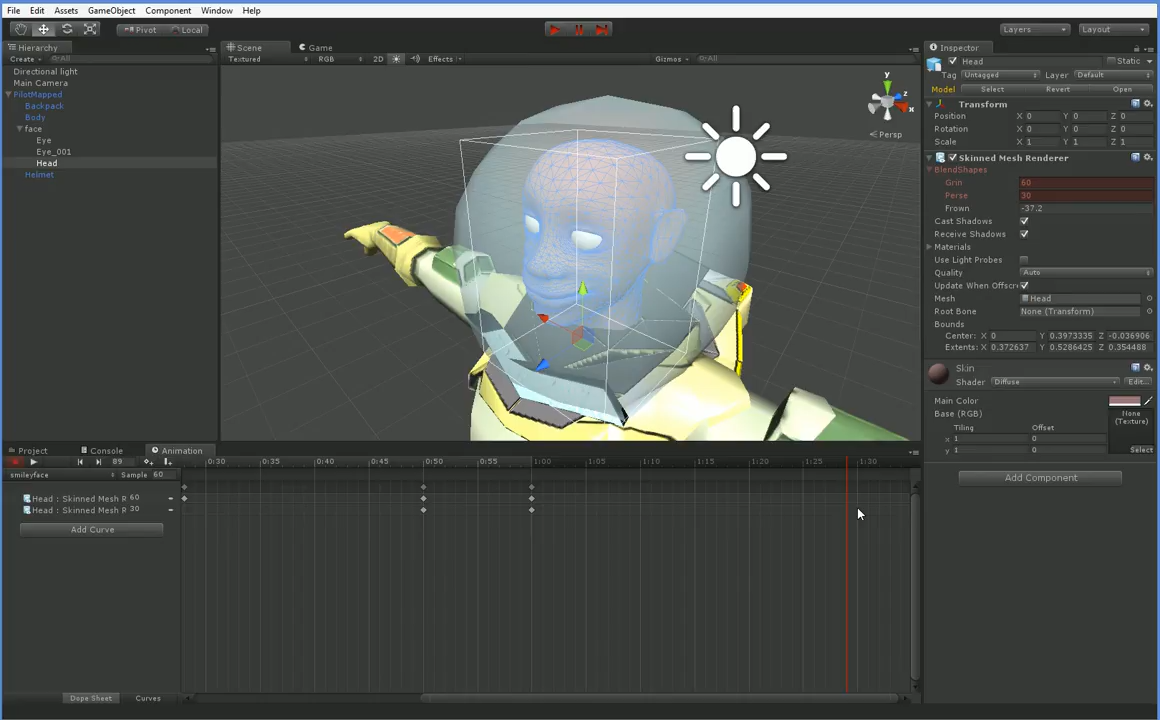 File Edit Assets GameObject Component Window Help
Pivot Local Layers Layout
Hierarchy Scene Game Inspector
Create All Textured RGB 2D Effects Gizmos All
Head Static
Tag Untagged Layer Default
Model Select Revert Open
Directional light
Main Camera
PilotMapped
Backpack
Body
face
Eye
Eye_001
Head
Helmet
y
z
x
Persp
Transform
Position X 0 Y 0 Z 0
Rotation X 0 Y 0 Z 0
Scale X 1 Y 1 Z 1
Skinned Mesh Renderer
BlendShapes
Grin 60
Perse 30
Frown -37.2
Cast Shadows
Receive Shadows
Materials
Use Light Probes
Quality Auto
Update When Offscre
Mesh Head
Root Bone None (Transform)
Bounds
Center: X 0 Y 0.3973335 Z -0.036906
Extents: X 0.372637 Y 0.5286425 Z 0.354488
Skin
Shader Diffuse Edit...
Main Color
Base (RGB) None (Texture)
Tiling Offset
x 1 0
y 1 0 Select
Add Component
Project Console Animation
89 0:30 0:35 0:40 0:45 0:50 0:55 1:00 1:05 1:10 1:15 1:20 1:25 1:30
smileyface Sample 60
Head : Skinned Mesh R 60
Head : Skinned Mesh R 30
Add Curve
Dope Sheet Curves